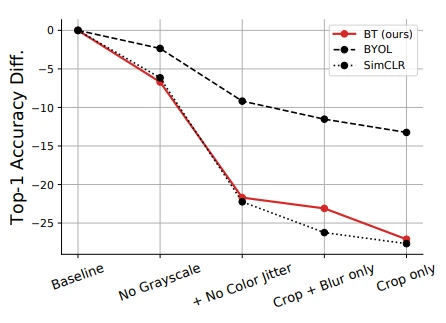 Top-1 Accuracy Diff.
0
−5
−10
−15
−20
−25
BT (ours)
BYOL
SimCLR
Baseline
No Grayscale
+ No Color Jitter
Crop + Blur only
Crop only